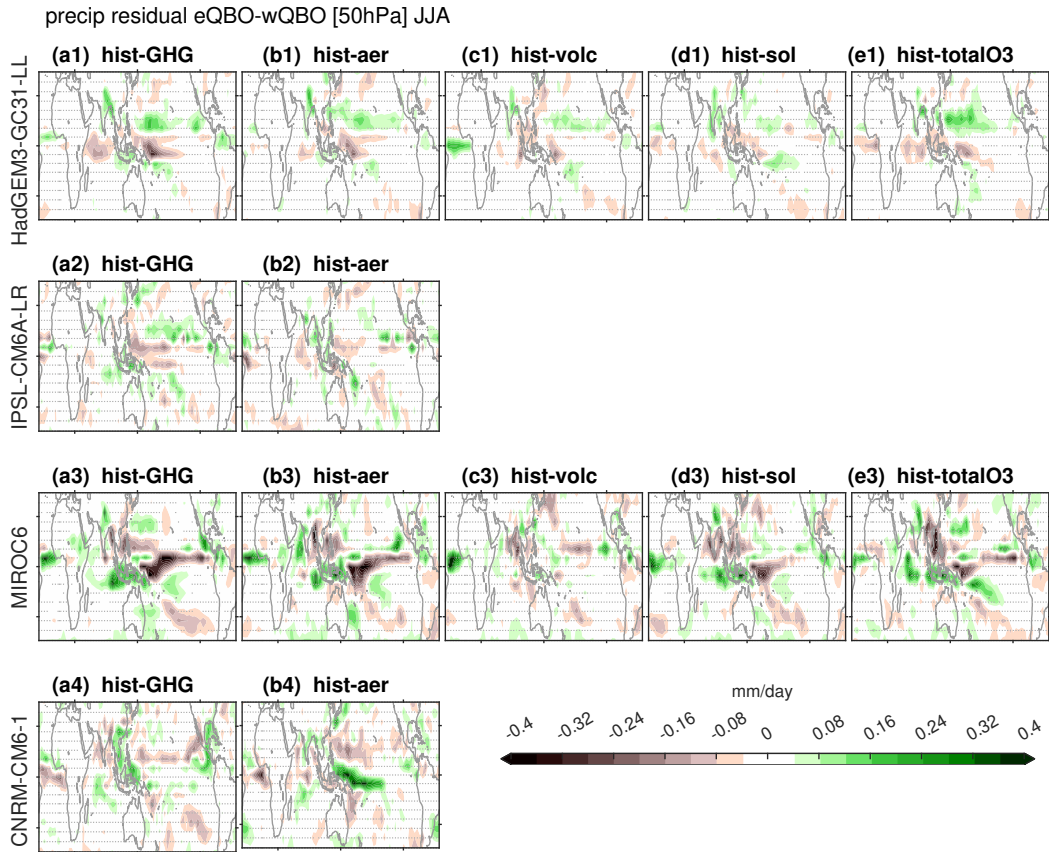 precip residual eQBO-wQBO [50hPa] JJA
(a1) hist-GHG
(b1) hist-aer
(c1) hist-volc
(d1) hist-sol
(e1) hist-totalO3
HadGEM3-GC31-LL
(a2) hist-GHG
(b2) hist-aer
IPSL-CM6A-LR
(a3) hist-GHG
(b3) hist-aer
(c3) hist-volc
(d3) hist-sol
(e3) hist-totalO3
MIROC6
(a4) hist-GHG
(b4) hist-aer
CNRM-CM6-1
mm/day
-0.4 -0.32 -0.24 -0.16 -0.08 0 0.08 0.16 0.24 0.32 0.4